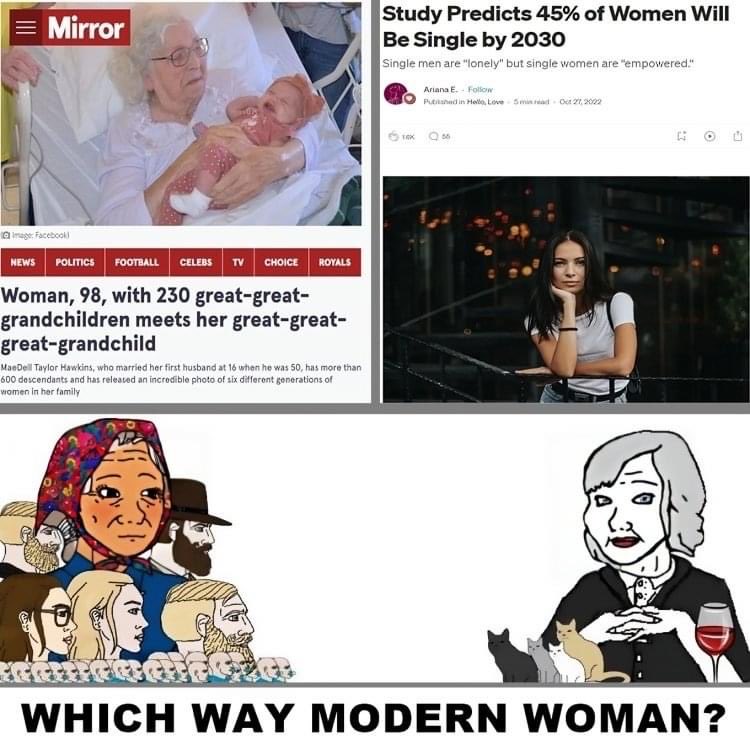 Mirror
Image: Facebook)
NEWS POLITICS FOOTBALL CELEBS TV CHOICE ROYALS
Woman, 98, with 230 great-great-
grandchildren meets her great-great-
great-grandchild
MaeDell Taylor Hawkins, who married her first husband at 16 when he was 50, has more than
600 descendants and has released an incredible photo of six different generations of
women in her family
Study Predicts 45% of Women Will
Be Single by 2030
Single men are "lonely" but single women are "empowered."
Ariana E. · Follow
Published in Hello, Love · 5 min read · Oct 27, 2022
1.6K 56
WHICH WAY MODERN WOMAN?